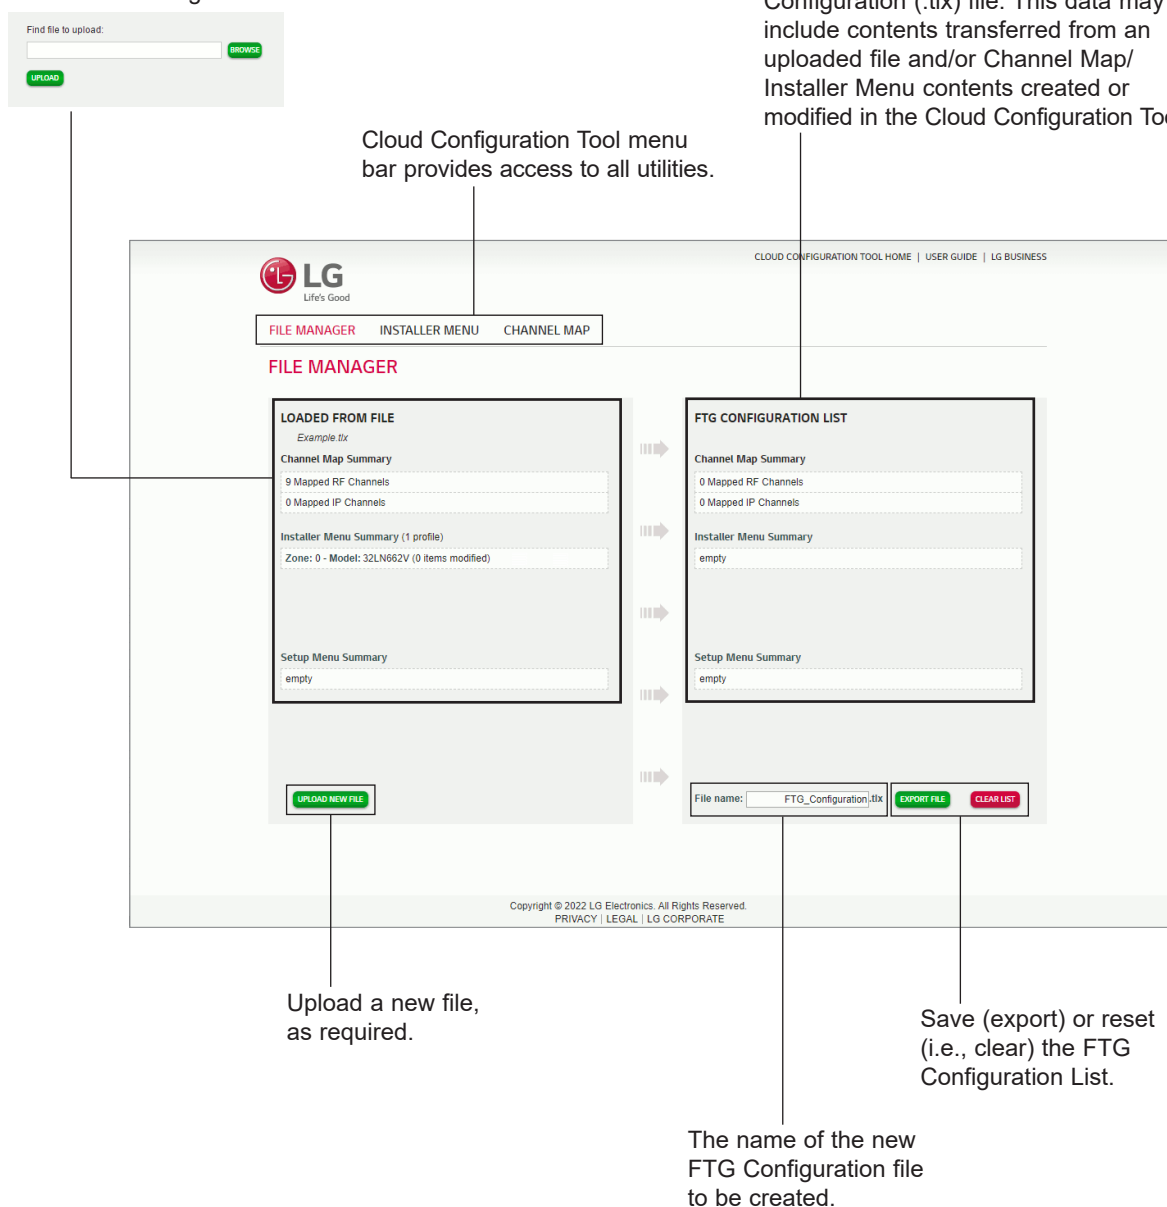 Find file to upload:
BROWSE
UPLOAD
Configuration (.tlx) file. This data may
include contents transferred from an
uploaded file and/or Channel Map/
Installer Menu contents created or
modified in the Cloud Configuration
Cloud Configuration Tool menu
bar provides access to all utilities.
LG
Life's Good
CLOUD CONFIGURATION TOOL HOME | USER GUIDE | LG BUSINESS
FILE MANAGER INSTALLER MENU CHANNEL MAP
FILE MANAGER
LOADED FROM FILE
Example.tlx
Channel Map Summary
9 Mapped RF Channels
0 Mapped IP Channels
Installer Menu Summary (1 profile)
Zone: 0 - Model: 32LN662V (0 items modified)
Setup Menu Summary
empty
UPLOAD NEW FILE
FTG CONFIGURATION LIST
Channel Map Summary
0 Mapped RF Channels
0 Mapped IP Channels
Installer Menu Summary
empty
Setup Menu Summary
empty
File name: FTG_Configuration .tlx EXPORT FILE CLEAR LIST
Copyright © 2022 LG Electronics. All Rights Reserved.
PRIVACY | LEGAL | LG CORPORATE
Upload a new file,
as required.
Save (export) or reset
(i.e., clear) the FTG
Configuration List.
The name of the new
FTG Configuration file
to be created.